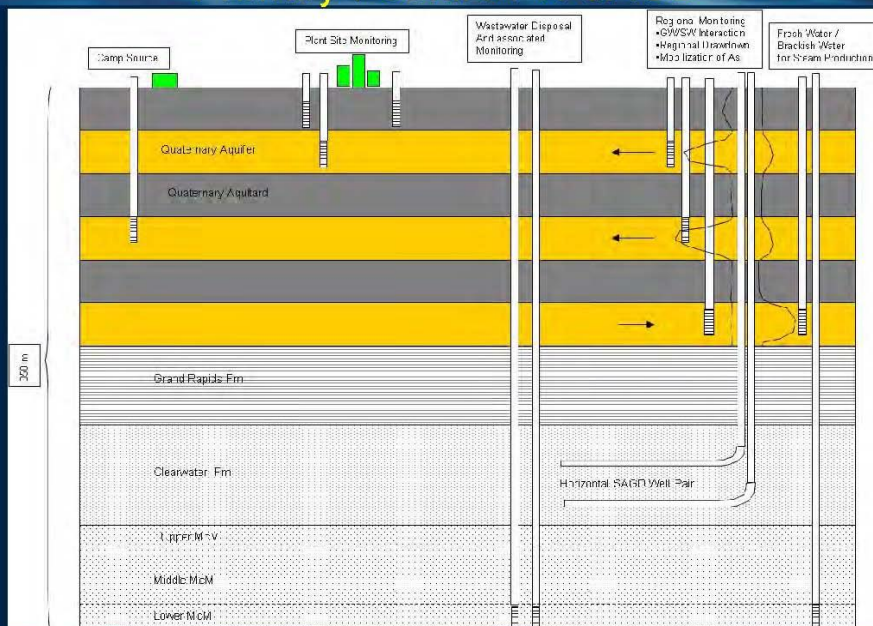 Camp Source
Plant Site Monitoring
Wastewater Disposal
And associated
Monitoring
Regional Monitoring
•GW/SW Interaction
•Regional Drawdown
•Mobilization of As
Fresh Water /
Brackish Water
for Steam Production
Quaternary Aquifer
Quaternary Aquitard
350 m
Grand Rapids Fm
Clearwater Fm
Horizontal SAGD Well Pair
Upper McM
Middle McM
Lower McM